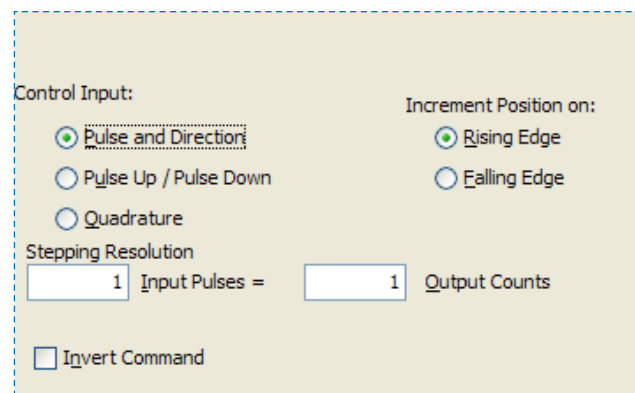 Control Input:
Increment Position on:
Pulse and Direction
Rising Edge
Pulse Up / Pulse Down
Falling Edge
Quadrature
Stepping Resolution
1 Input Pulses = 1 Output Counts
Invert Command